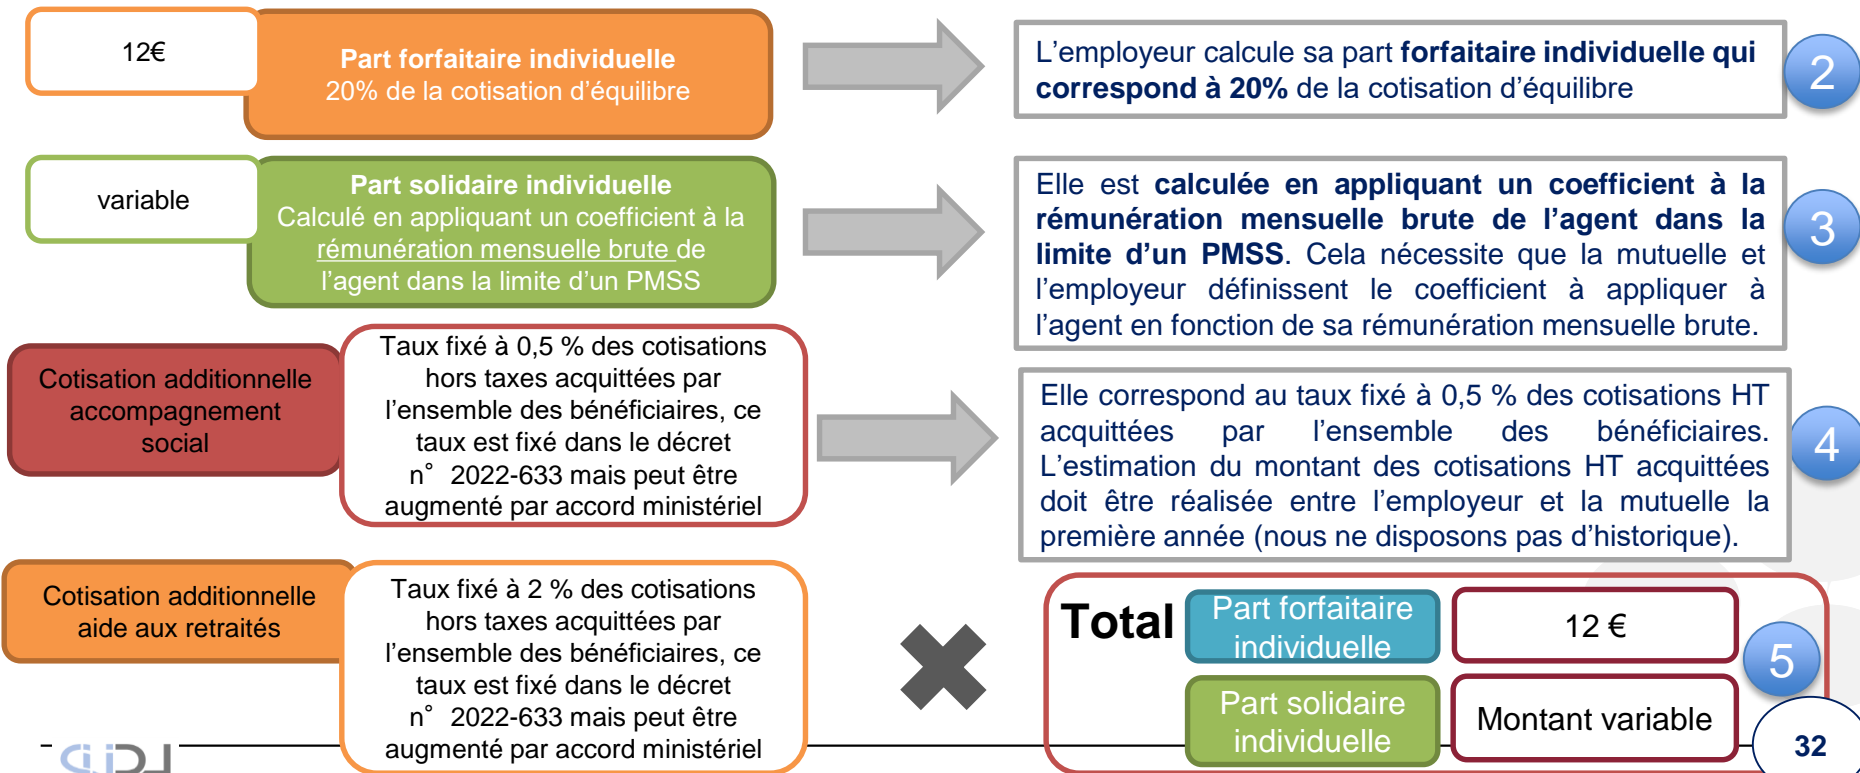 12€
Part forfaitaire individuelle
20% de la cotisation d’équilibre
L’employeur calcule sa part forfaitaire individuelle qui
correspond à 20% de la cotisation d’équilibre
2
variable
Part solidaire individuelle
Calculé en appliquant un coefficient à la
rémunération mensuelle brute de
l’agent dans la limite d’un PMSS
Elle est calculée en appliquant un coefficient à la
rémunération mensuelle brute de l’agent dans la
limite d’un PMSS. Cela nécessite que la mutuelle et
l’employeur définissent le coefficient à appliquer à
l’agent en fonction de sa rémunération mensuelle brute.
3
Cotisation additionnelle
accompagnement
social
Taux fixé à 0,5 % des cotisations
hors taxes acquittées par
l’ensemble des bénéficiaires, ce
taux est fixé dans le décret
n° 2022-633 mais peut être
augmenté par accord ministériel
Elle correspond au taux fixé à 0,5 % des cotisations HT
acquittées par l’ensemble des bénéficiaires.
L’estimation du montant des cotisations HT acquittées
doit être réalisée entre l’employeur et la mutuelle la
première année (nous ne disposons pas d’historique).
4
Cotisation additionnelle
aide aux retraités
Taux fixé à 2 % des cotisations
hors taxes acquittées par
l’ensemble des bénéficiaires, ce
taux est fixé dans le décret
n° 2022-633 mais peut être
augmenté par accord ministériel
Total
Part forfaitaire
individuelle
12 €
Part solidaire
individuelle
Montant variable
5
32